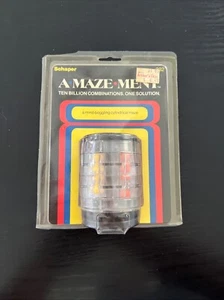 Schaper
A MAZE•MENT.
TEN BILLION COMBINATIONS. ONE SOLUTION.